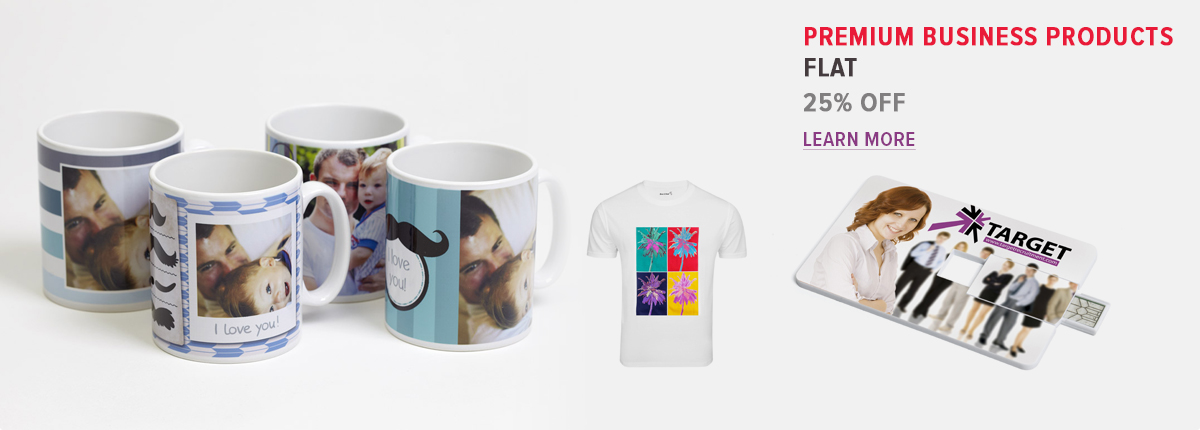 PREMIUM BUSINESS PRODUCTS
FLAT
25% OFF
LEARN MORE
I love you!
I love
you!
TARGET